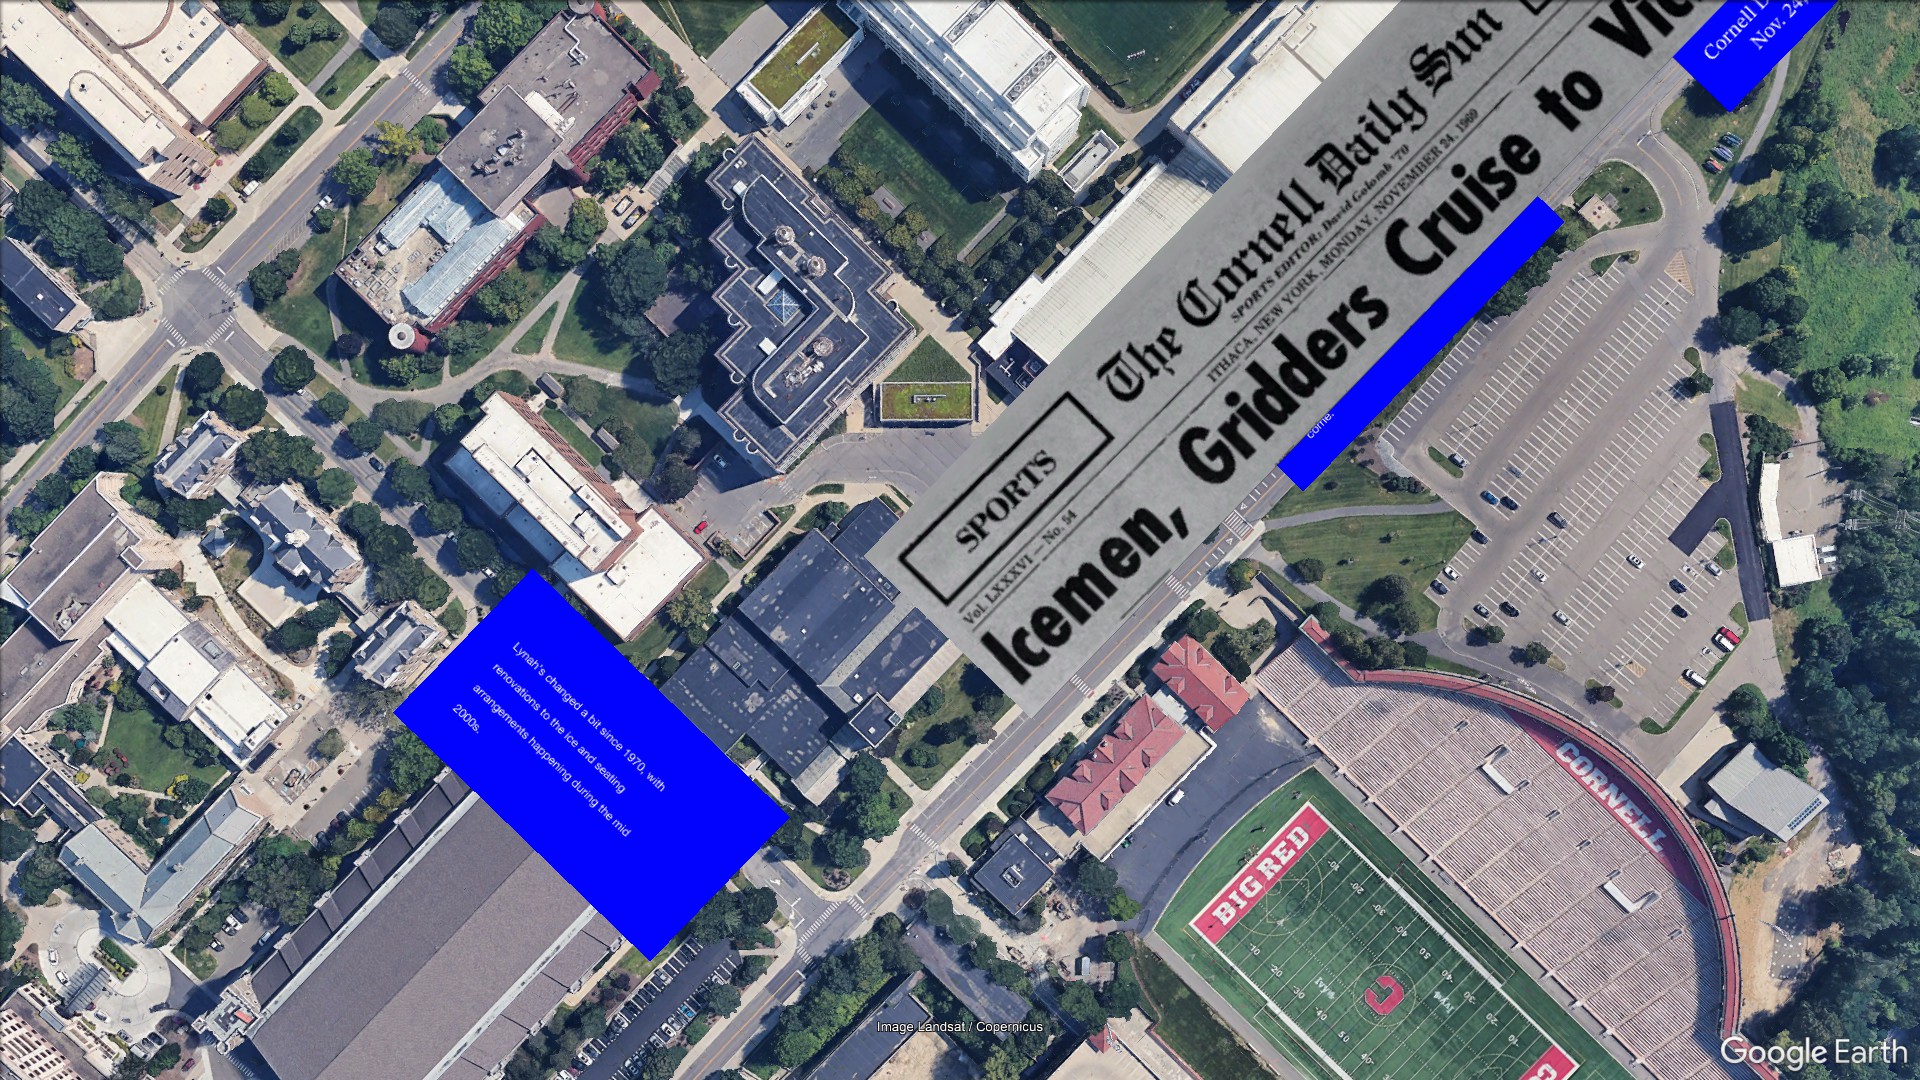 Cornell D
Nov. 24,
The Cornell Daily Sun
SPORTS EDITOR: David Golomb '70
ITHACA, NEW YORK, MONDAY, NOVEMBER 24, 1969
SPORTS
Vol. LXXXVI — No. 54
Icemen, Gridders Cruise to Vic
come.
Lynah's changed a bit since 1970, with
renovations to the ice and seating
arrangements happening during the mid
2000s.
CORNELL
BIG RED
C
Image Landsat / Copernicus
Google Earth